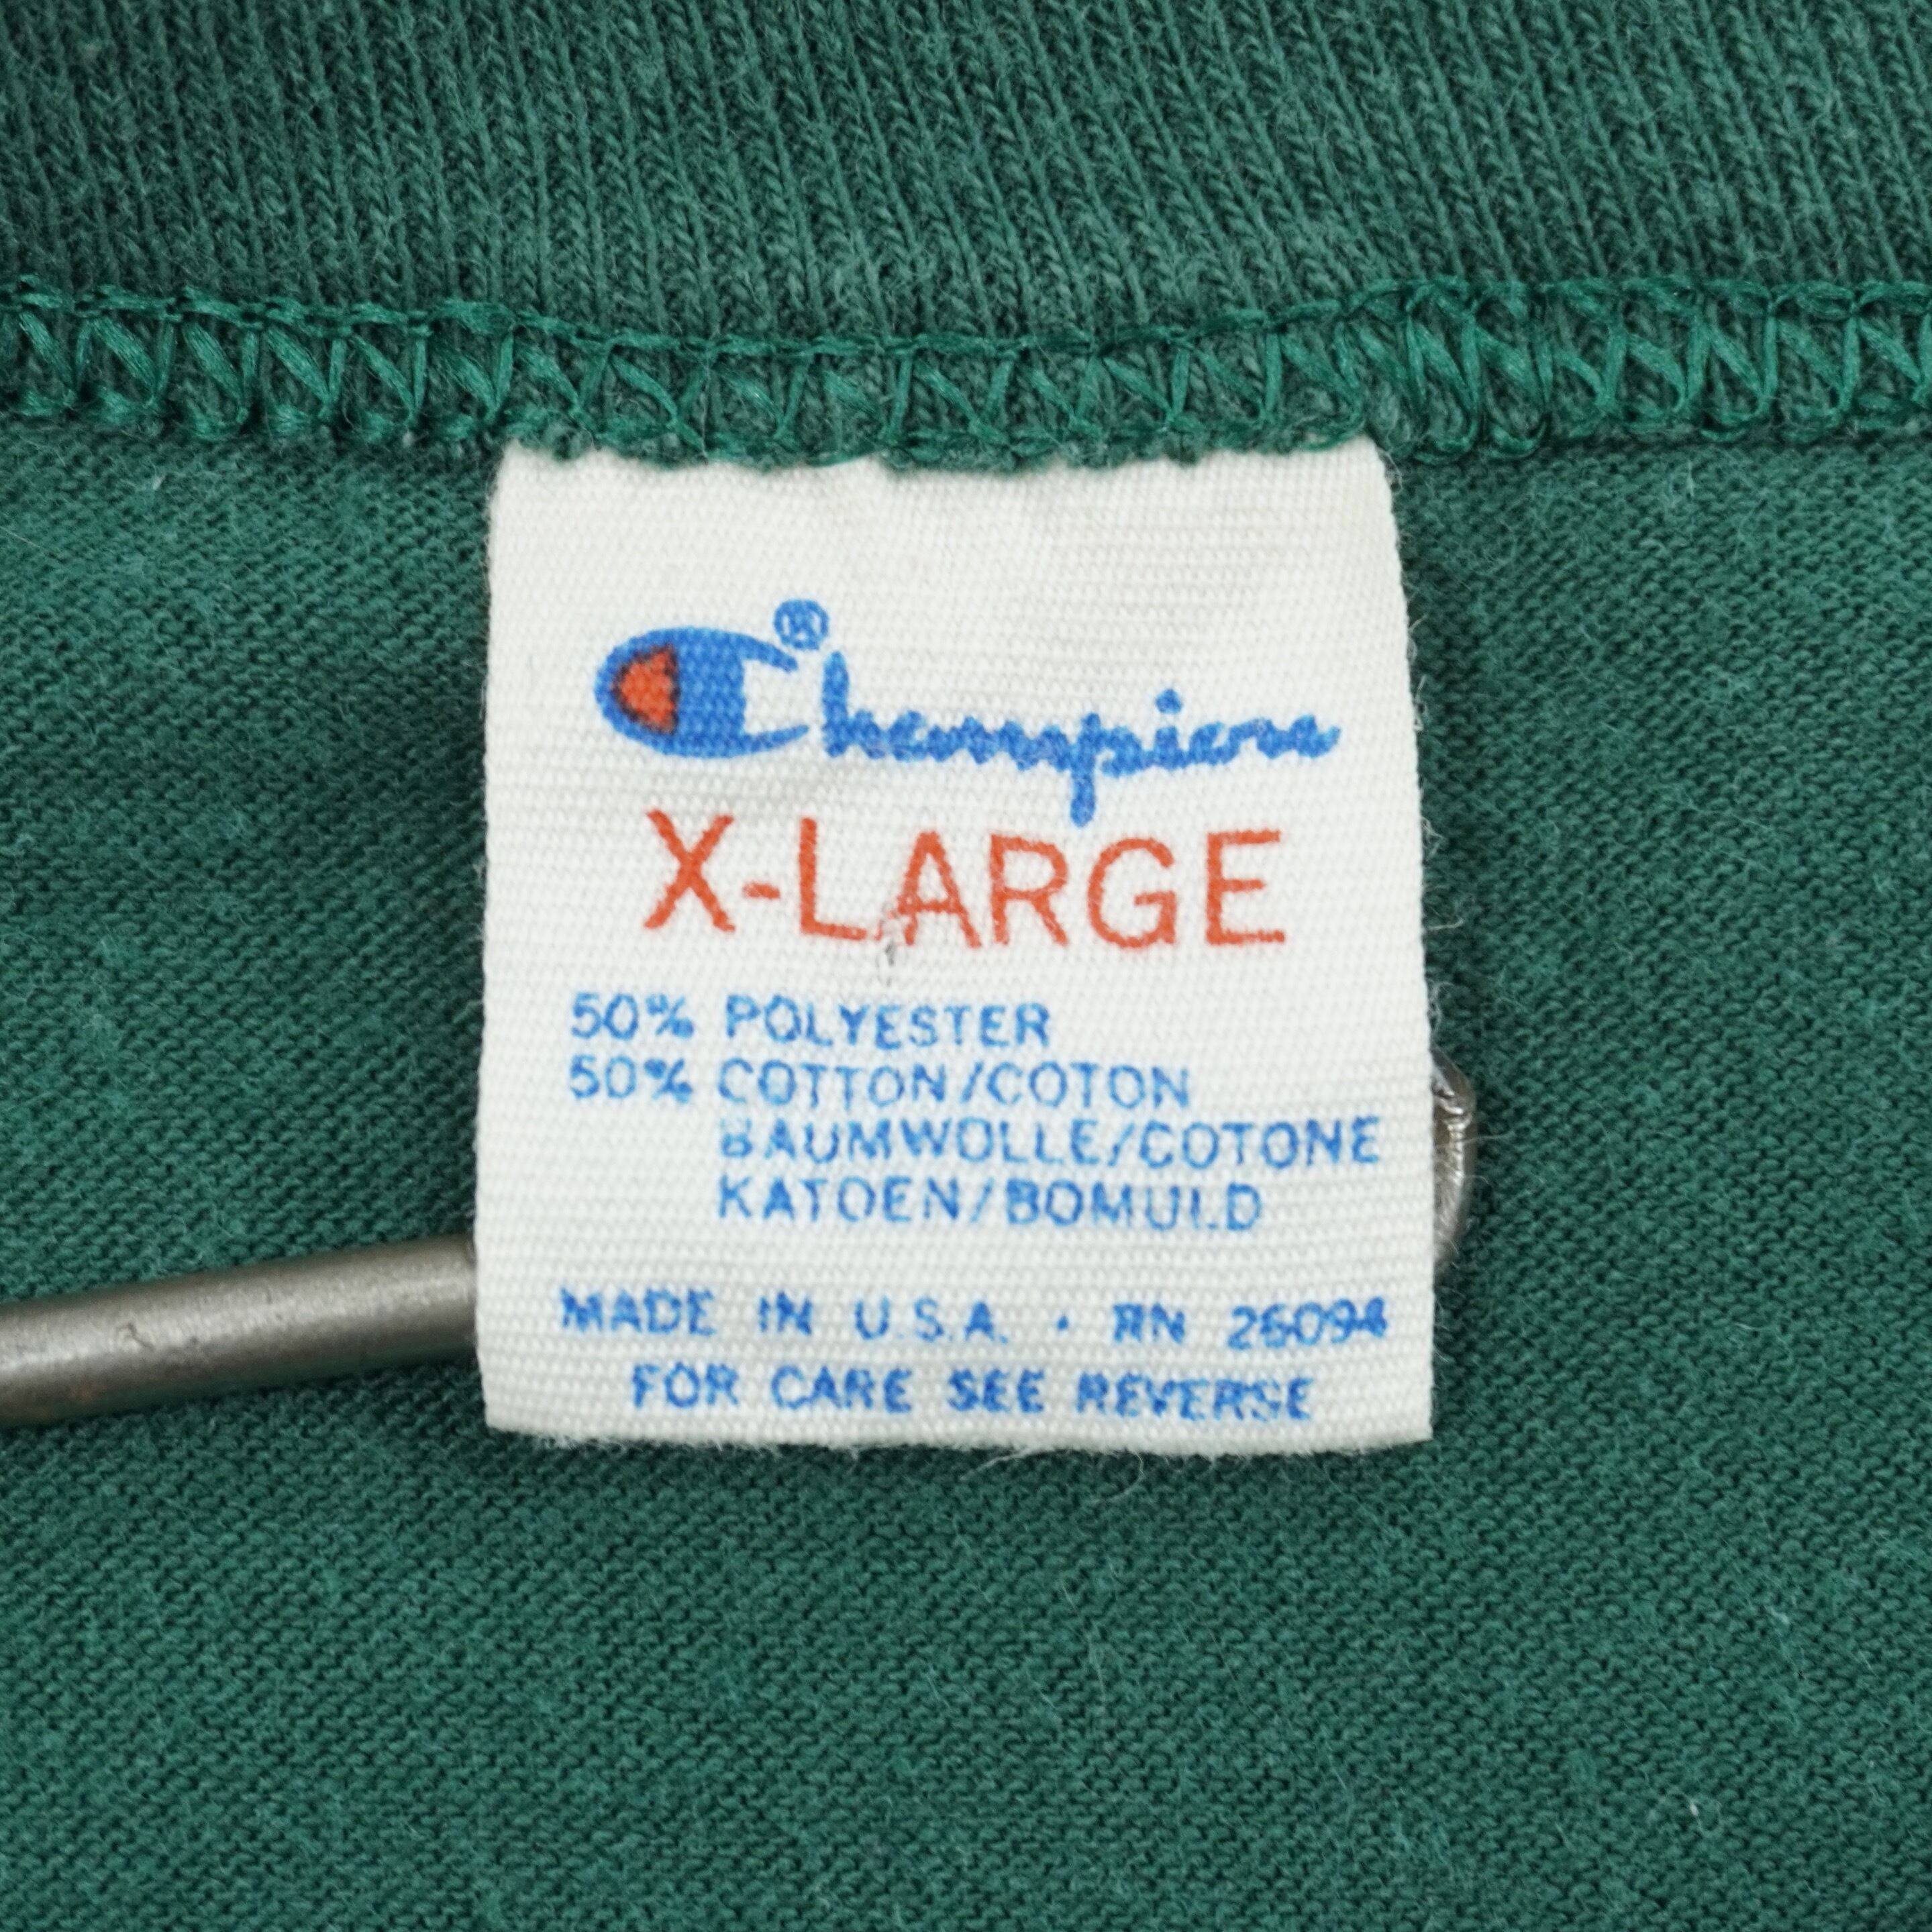 Champion®
X-LARGE
50% POLYESTER
50% COTTON/COTON
BAUMWOLLE/COTONE
KATOEN/BOMULD
MADE IN U.S.A. • RN 26094
FOR CARE SEE REVERSE